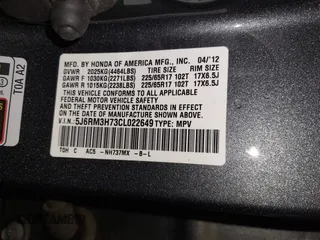 MFD. BY HONDA OF AMERICA MFG., INC. 04/'12
GVWR 2025KG(4464LBS) TIRE SIZE RIM SIZE
GAWR F 1030KG(2271LBS) 225/65R17 102T 17X6.5J
GAWR R 1015KG(2238LBS) 225/65R17 102T 17X6.5J
THIS VEHICLE CONFORMS TO ALL APPLICABLE
FEDERAL MOTOR VEHICLE SAFETY
AND THEFT PREVENTION STANDARDS IN EFFECT
ON THE DATE OF MANUFACTURE SHOWN ABOVE.
V.I.N.: 5J6RM3H73CL022649 TYPE: MPV
TOH C AC5 -NH737MX -B-L
TOA A2